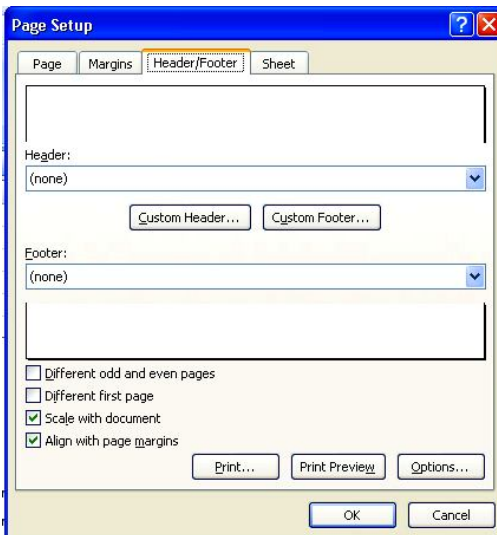 Page Setup
Page Margins Header/Footer Sheet
Header:
(none)
Custom Header... Custom Footer...
Footer:
(none)
Different odd and even pages
Different first page
Scale with document
Align with page margins
Print... Print Preview Options...
OK Cancel